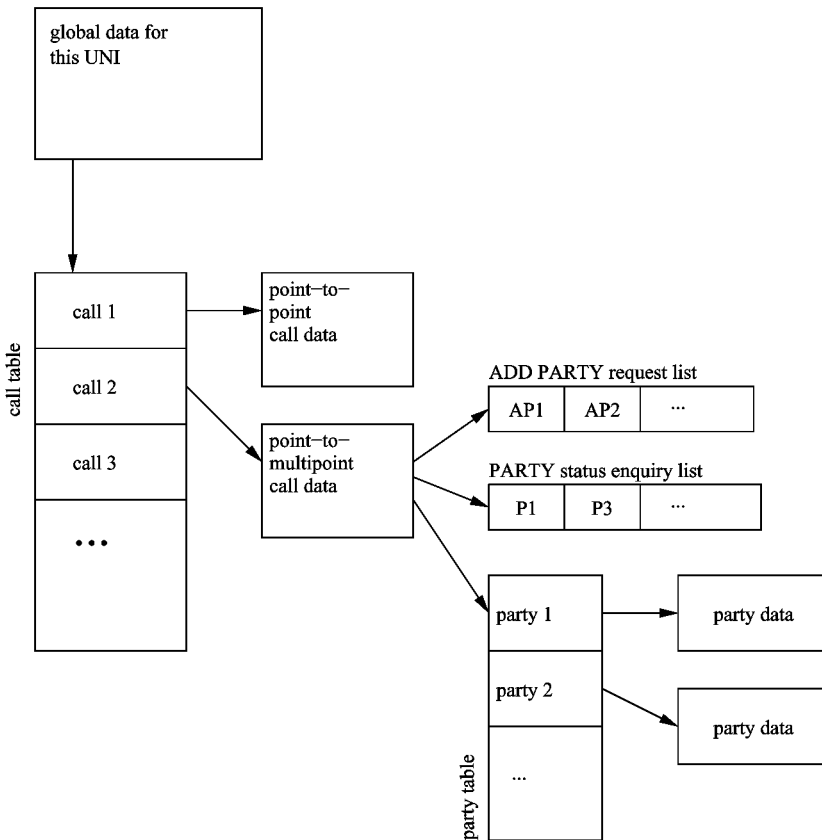 global data for
this UNI
call table
call 1
call 2
call 3
...
point-to-
point
call data
point-to-
multipoint
call data
ADD PARTY request list
AP1 AP2 ...
PARTY status enquiry list
P1 P3 ...
party table
party 1
party 2
...
party data
party data